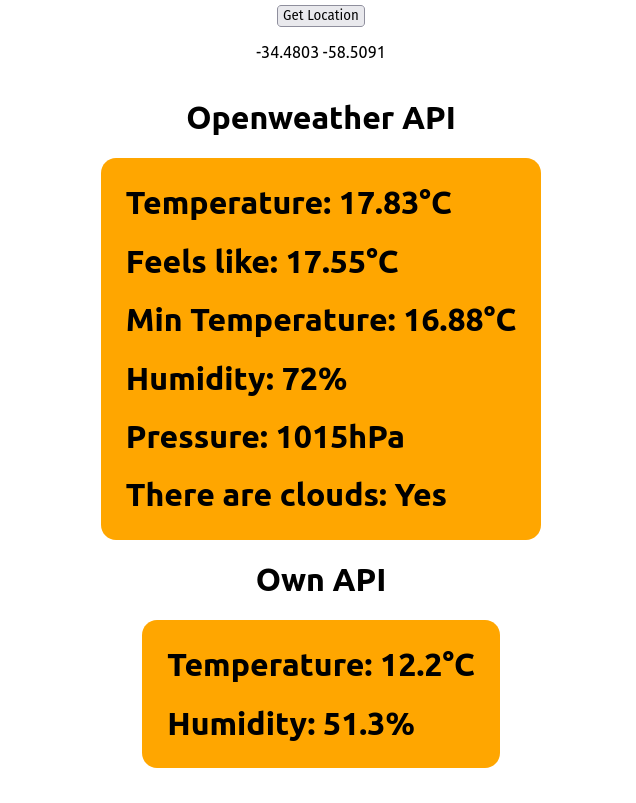 Get Location
-34.4803 -58.5091
Openweather API
Temperature: 17.83°C
Feels like: 17.55°C
Min Temperature: 16.88°C
Humidity: 72%
Pressure: 1015hPa
There are clouds: Yes
Own API
Temperature: 12.2°C
Humidity: 51.3%